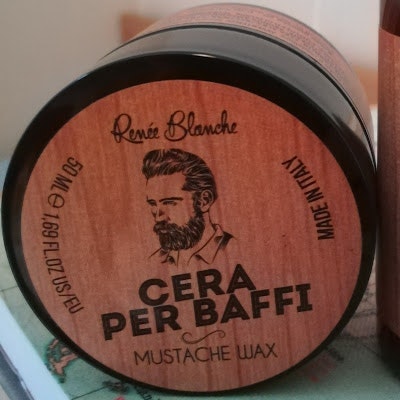 Renée Blanche
50 ML ℮ 1,69 FL.OZ US/EU
MADE IN ITALY
CERA
PER BAFFI
MUSTACHE WAX